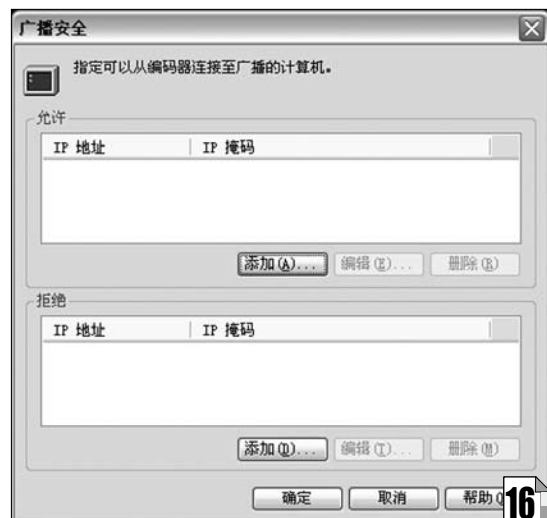 广播安全
指定可以从编码器连接至广播的计算机。
允许
IP 地址 IP 掩码
添加(A)... 编辑(E)... 删除(R)
拒绝
IP 地址 IP 掩码
添加(D)... 编辑(T)... 删除(M)
确定 取消 帮助
16